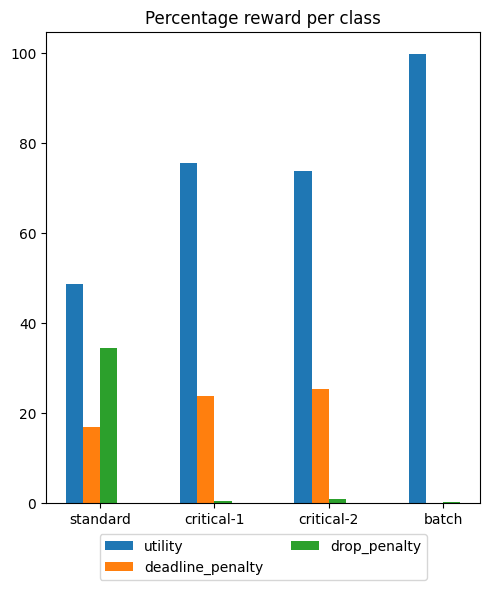 Percentage reward per class
100
80
60
40
20
0
standard critical-1 critical-2 batch
utility drop_penalty
deadline_penalty